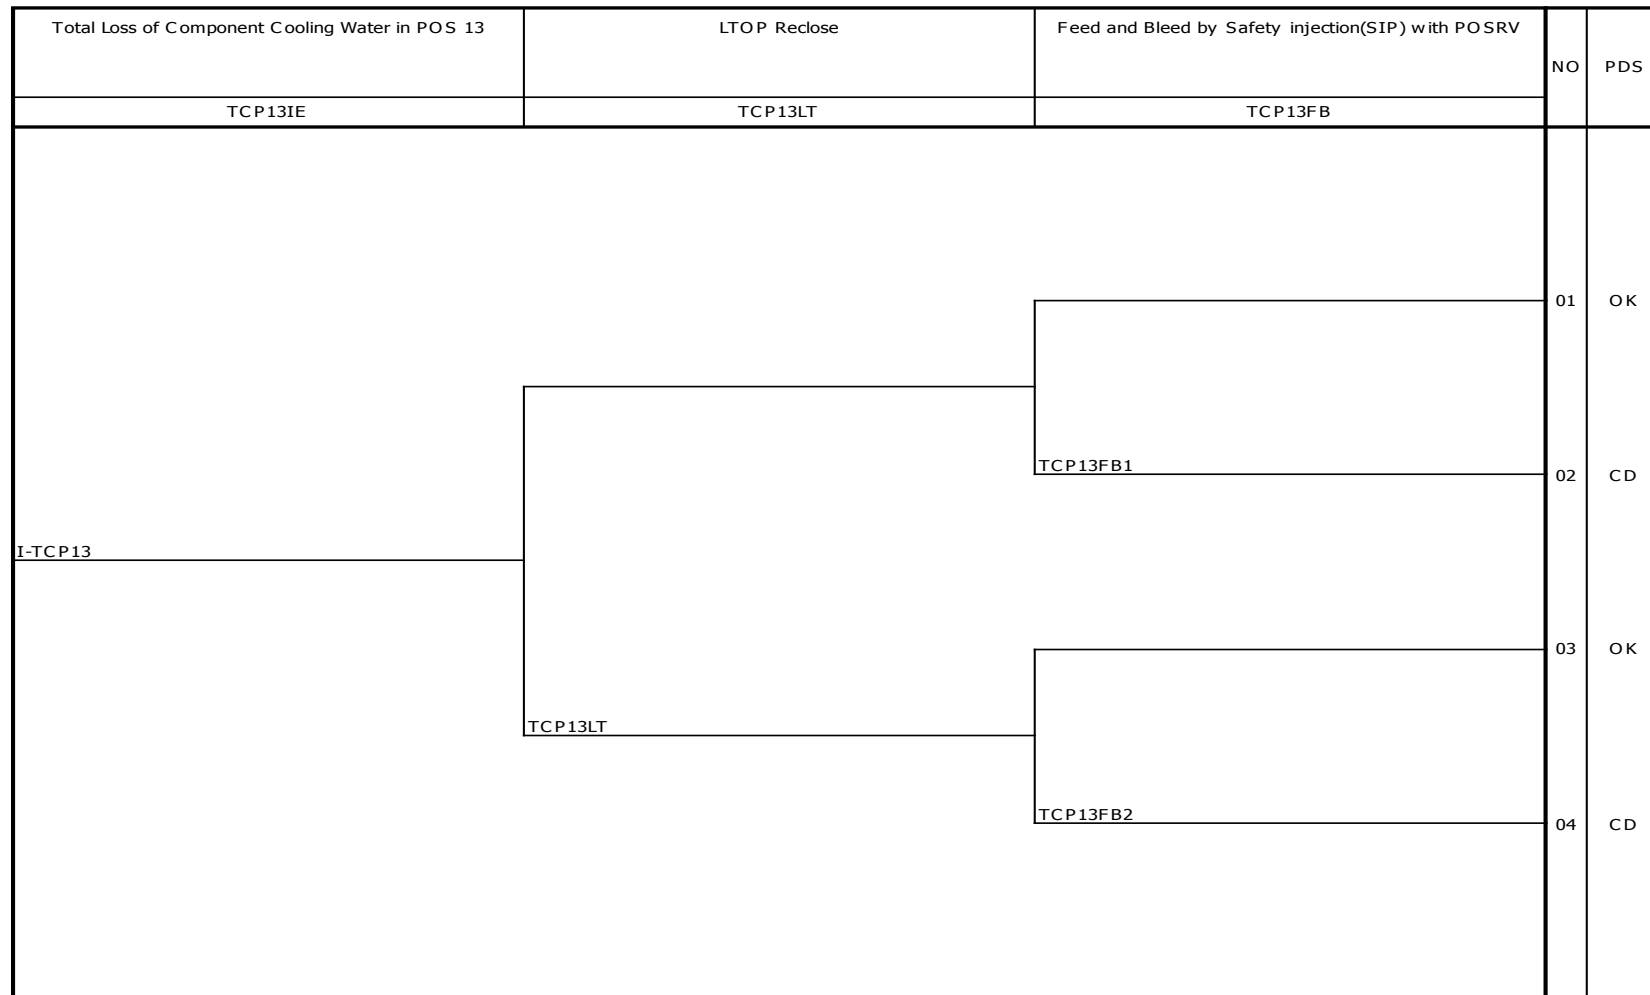 Total Loss of Component Cooling Water in POS 13
LTOP Reclose
Feed and Bleed by Safety injection(SIP) with POSRV
NO
PDS
TCP13IE
TCP13LT
TCP13FB
01
OK
TCP13FB1
02
CD
I-TCP13
03
OK
TCP13LT
TCP13FB2
04
CD